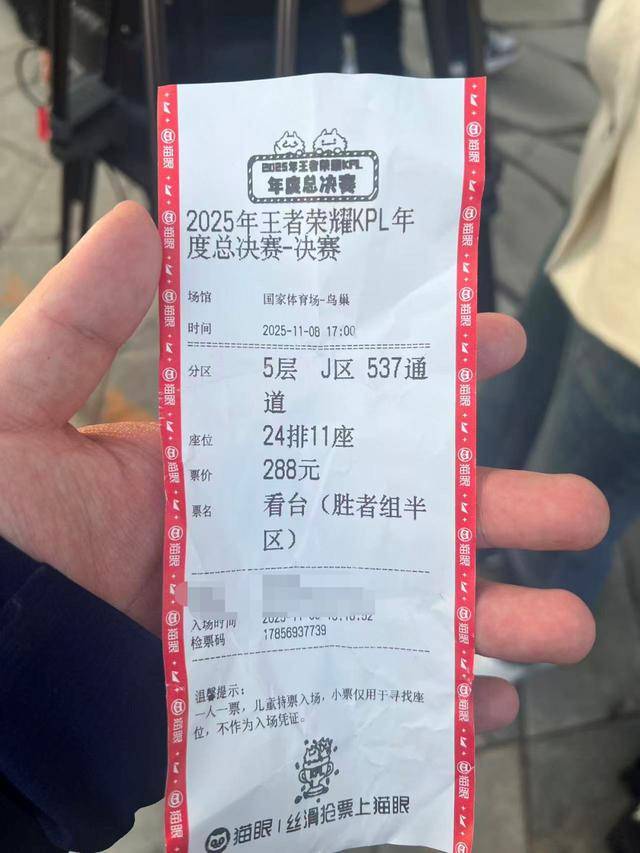 2025年王者荣耀KPL
年度总决赛
2025年王者荣耀KPL年
度总决赛-决赛
场馆 国家体育场-鸟巢
时间 2025-11-08 17:00
分区 5层 J区 537通
道
座位 24排11座
票价 288元
票名 看台（胜者组半
区）
入场时间
检票码 17856937739
温馨提示：
一人一票，儿童持票入场，小票仅用于寻找座
位，不作为入场凭证。
猫眼 | 丝滑抢票上猫眼
猫眼